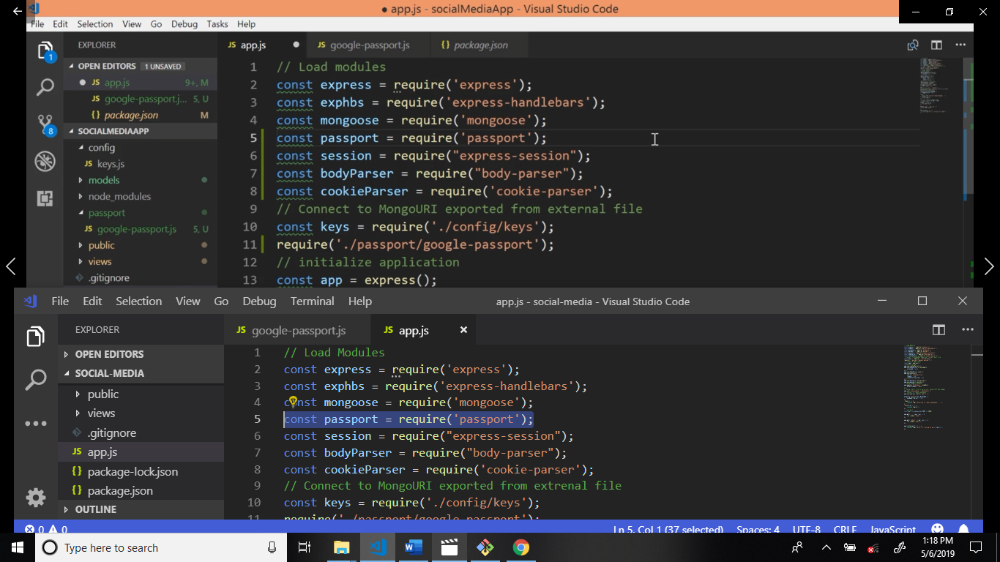 ● app.js - socialMediaApp - Visual Studio Code
File Edit Selection View Go Debug Tasks Help
EXPLORER
app.js ●
JS google-passport.js
{} package.json
OPEN EDITORS 1 UNSAVED
● JS app.js 9+, M
JS google-passport.j... 5, U
{} package.json M
SOCIALMEDIAAPP
config
JS keys.js
models
node_modules
passport
JS google-passport.js 5, U
public
views
.gitignore
1
8
1 // Load modules
2 const express = require('express');
3 const exphbs = require('express-handlebars');
4 const mongoose = require('mongoose');
5 const passport = require('passport');
6 const session = require("express-session");
7 const bodyParser = require("body-parser");
8 const cookieParser = require('cookie-parser');
9 // Connect to MongoURI exported from external file
10 const keys = require('./config/keys');
11 require('./passport/google-passport');
12 // initialize application
13 const app = express();
File Edit Selection View Go Debug Terminal Help
app.js - social-media - Visual Studio Code
EXPLORER
JS google-passport.js
JS app.js
OPEN EDITORS
SOCIAL-MEDIA
public
views
.gitignore
JS app.js
{} package-lock.json
{} package.json
OUTLINE
1 // Load Modules
2 const express = require('express');
3 const exphbs = require('express-handlebars');
4 const mongoose = require('mongoose');
5 const passport = require('passport');
6 const session = require("express-session");
7 const bodyParser = require("body-parser");
8 const cookieParser = require('cookie-parser');
9 // Connect to MongoURI exported from extrenal file
10 const keys = require('./config/keys');
11 require('./passport/google-passport');
0 0 Ln 5, Col 1 (37 selected) Spaces: 4 UTF-8 CRLF JavaScript
Type here to search
1:18 PM
5/6/2019